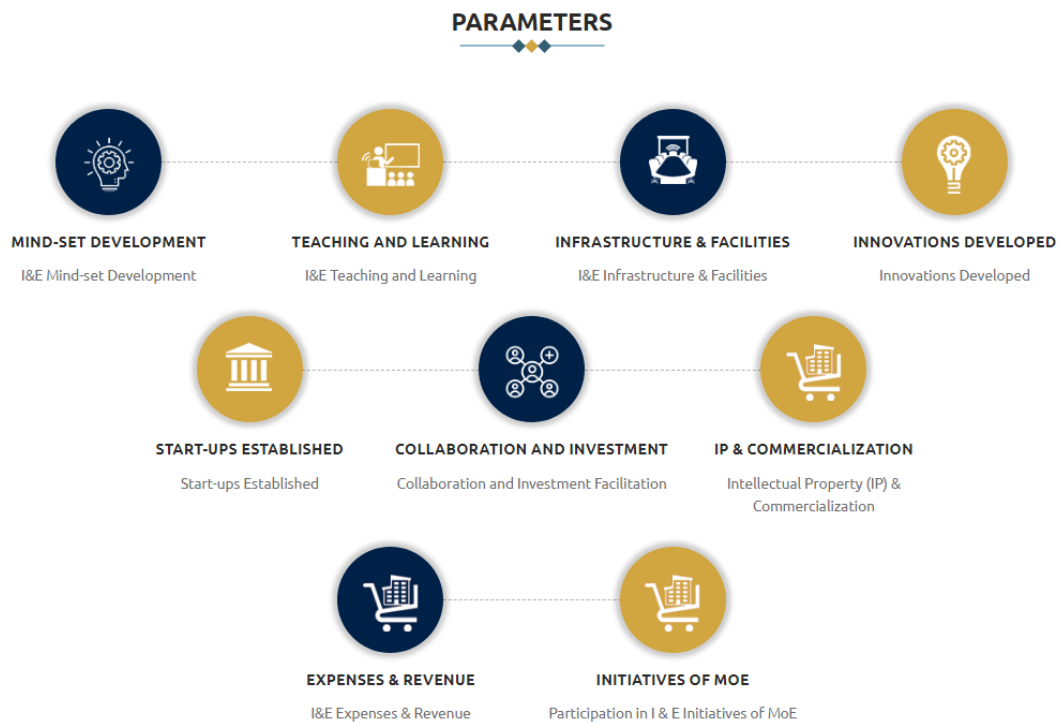 PARAMETERS
MIND-SET DEVELOPMENT
I&E Mind-set Development
TEACHING AND LEARNING
I&E Teaching and Learning
INFRASTRUCTURE & FACILITIES
I&E Infrastructure & Facilities
INNOVATIONS DEVELOPED
Innovations Developed
START-UPS ESTABLISHED
Start-ups Established
COLLABORATION AND INVESTMENT
Collaboration and Investment Facilitation
IP & COMMERCIALIZATION
Intellectual Property (IP) &
Commercialization
EXPENSES & REVENUE
I&E Expenses & Revenue
INITIATIVES OF MOE
Participation in I & E Initiatives of MoE